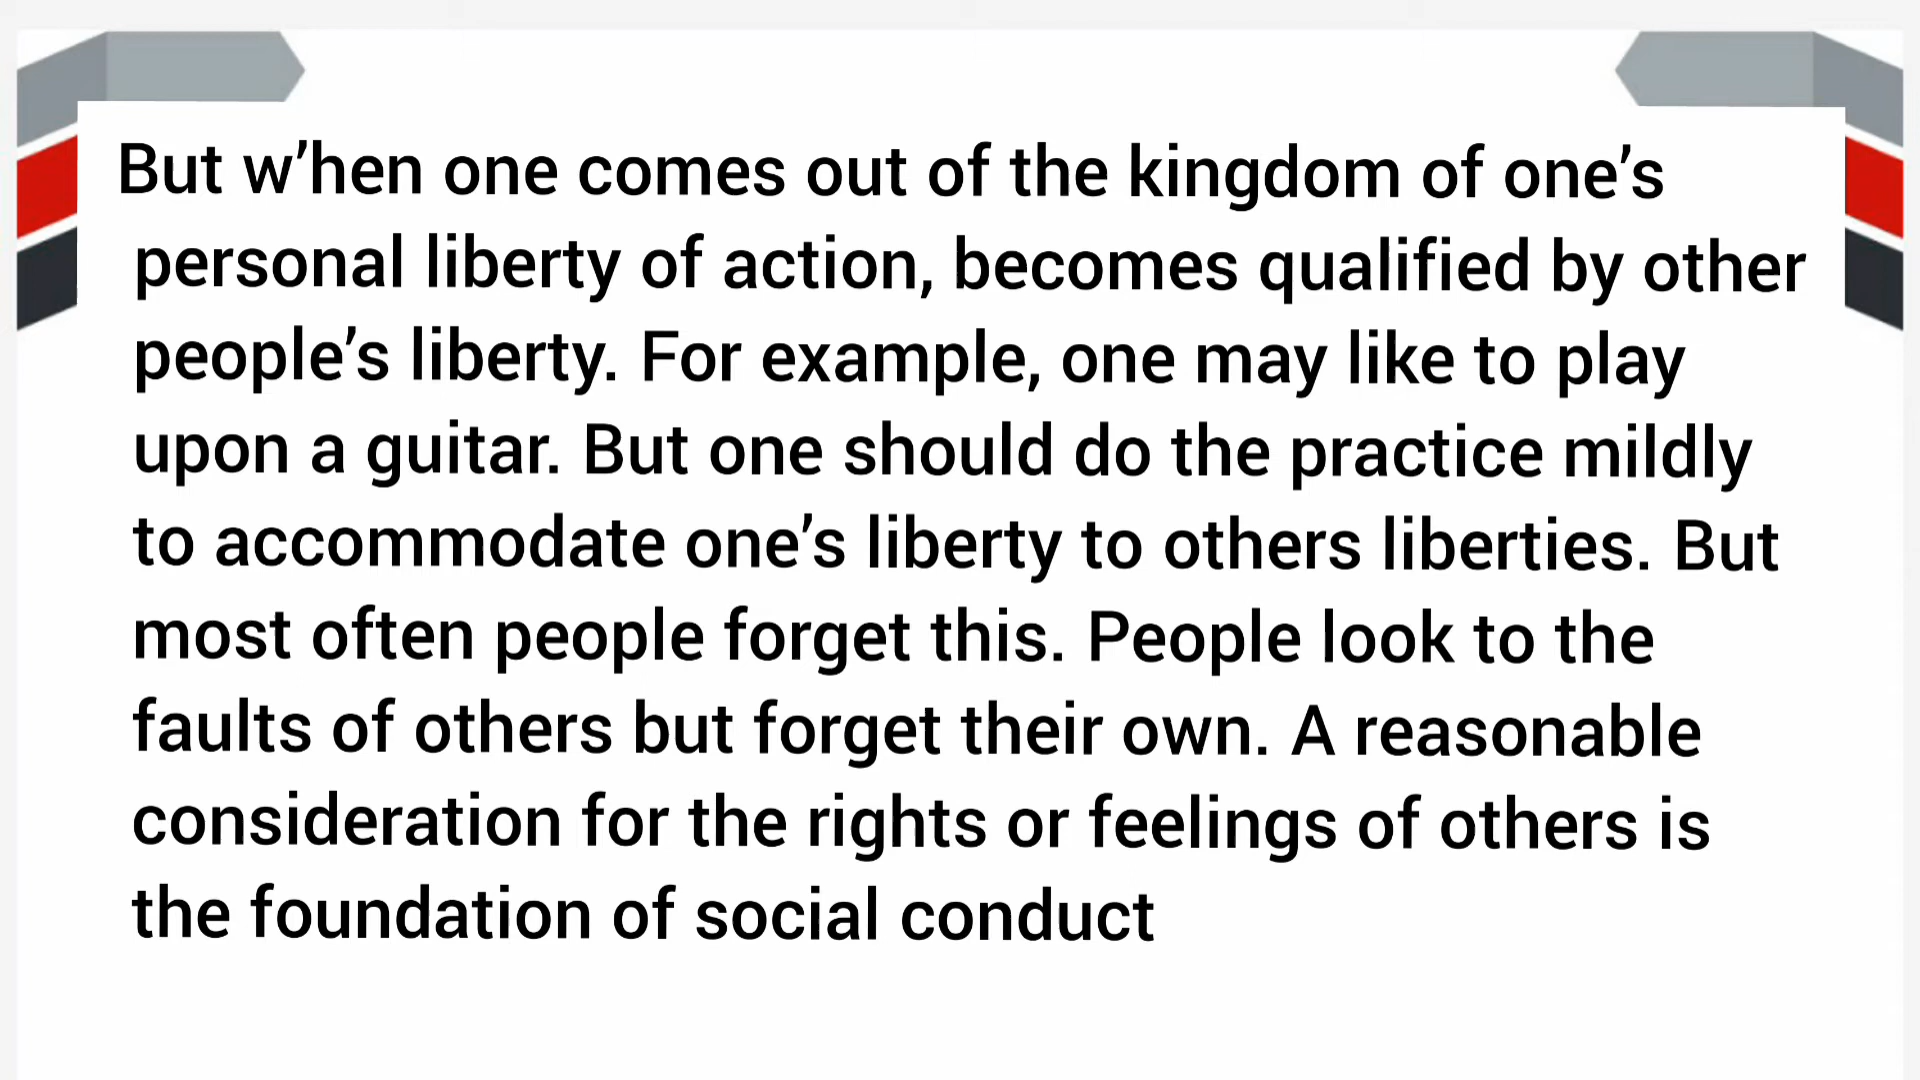 But w’hen one comes out of the kingdom of one’s
personal liberty of action, becomes qualified by other
people’s liberty. For example, one may like to play
upon a guitar. But one should do the practice mildly
to accommodate one’s liberty to others liberties. But
most often people forget this. People look to the
faults of others but forget their own. A reasonable
consideration for the rights or feelings of others is
the foundation of social conduct